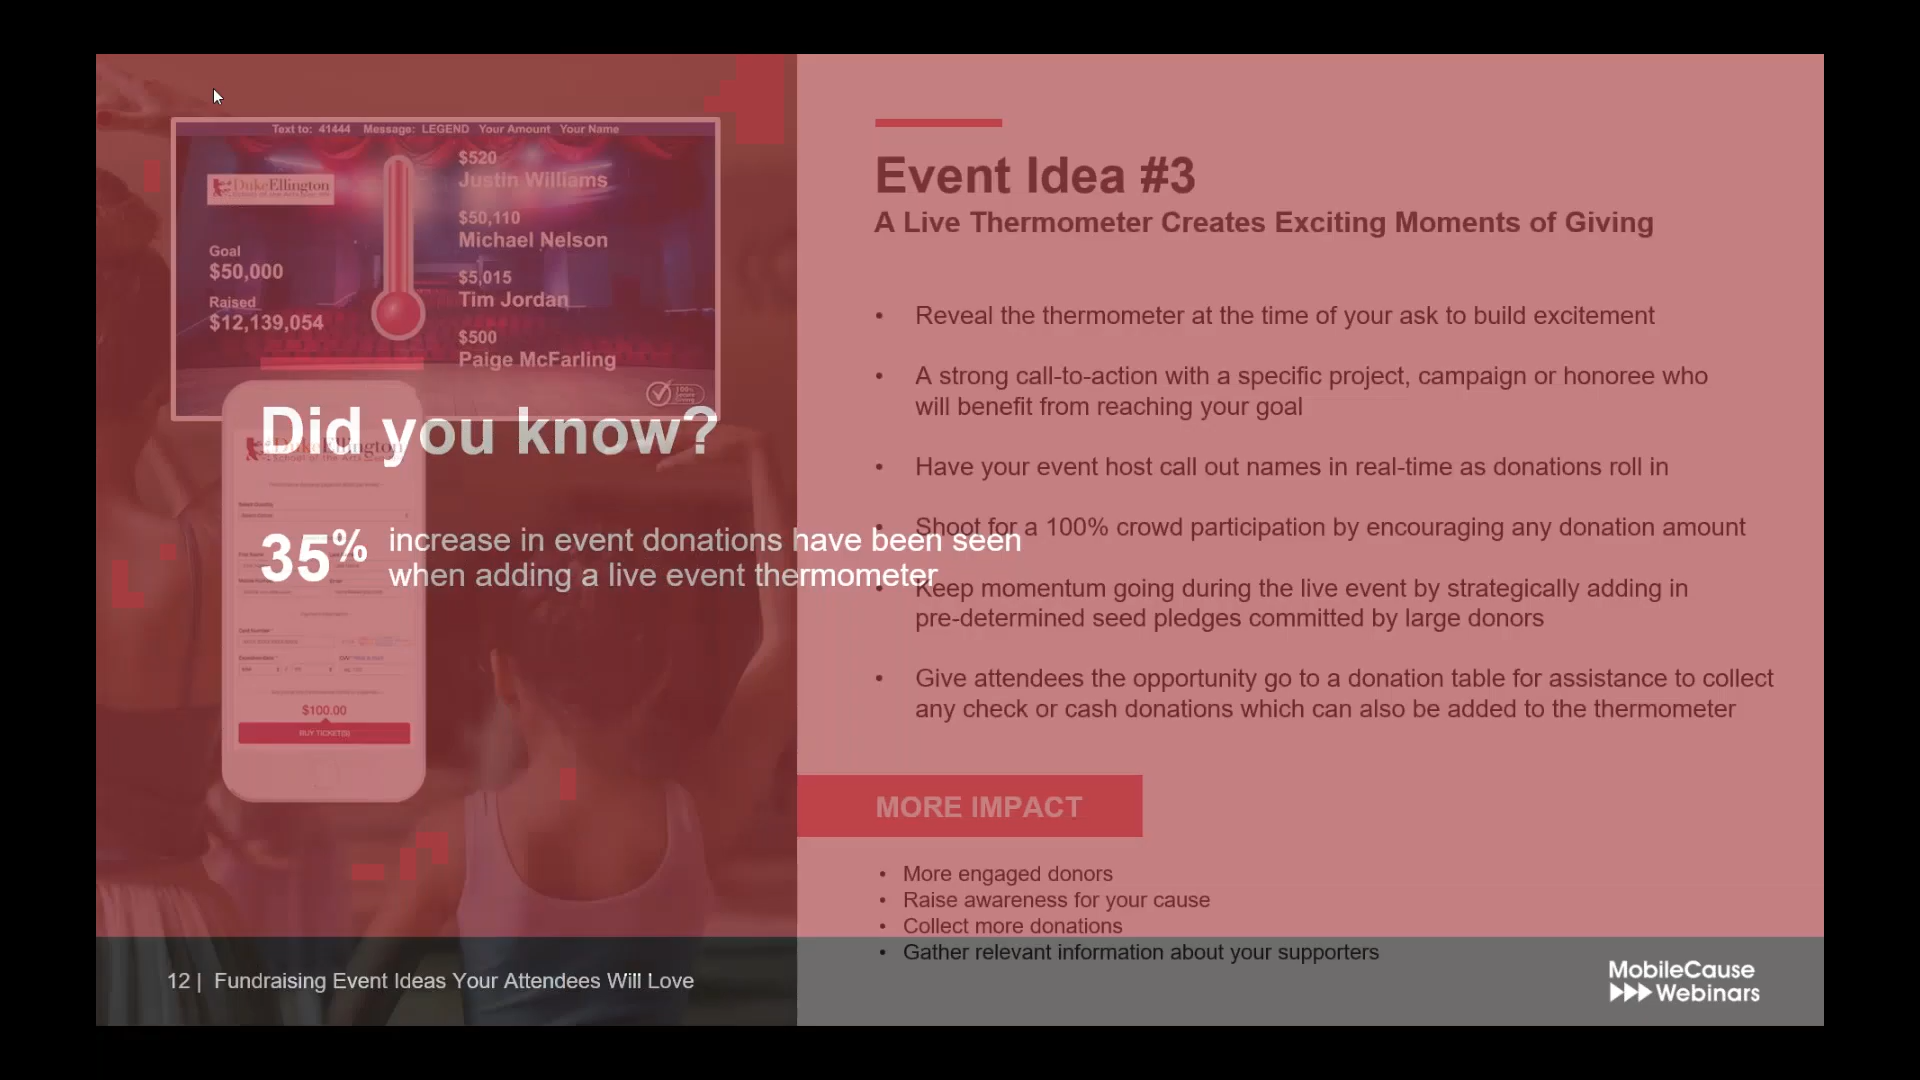 Text to: 41444 Message: LEGEND Your Amount Your Name
DukeEllington
Goal
$50,000
Raised
$12,139,054
$520
Justin Williams
$50,110
Michael Nelson
$5,015
Tim Jordan
$500
Paige McFarling
DukeEllington
School of the Arts
$100.00
BUY TICKET(S)
Did you know?
35% increase in event donations have been seen
when adding a live event thermometer
Event Idea #3
A Live Thermometer Creates Exciting Moments of Giving
• Reveal the thermometer at the time of your ask to build excitement
• A strong call-to-action with a specific project, campaign or honoree who
will benefit from reaching your goal
• Have your event host call out names in real-time as donations roll in
• Shoot for a 100% crowd participation by encouraging any donation amount
• Keep momentum going during the live event by strategically adding in
pre-determined seed pledges committed by large donors
• Give attendees the opportunity go to a donation table for assistance to collect
any check or cash donations which can also be added to the thermometer
MORE IMPACT
• More engaged donors
• Raise awareness for your cause
• Collect more donations
• Gather relevant information about your supporters
12 | Fundraising Event Ideas Your Attendees Will Love
MobileCause
Webinars